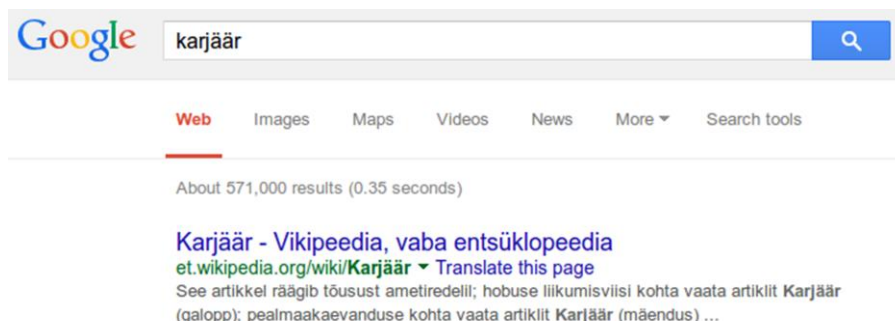 Google karjäär
Web Images Maps Videos News More Search tools
About 571,000 results (0.35 seconds)
Karjäär - Vikipeedia, vaba entsüklopeedia
et.wikipedia.org/wiki/Karjäär Translate this page
See artikkel räägib tõusust ametiredelil; hobuse liikumisviisi kohta vaata artiklit Karjäär
(galopp); pealmaakaevanduse kohta vaata artiklit Karjäär (mäendus) ...